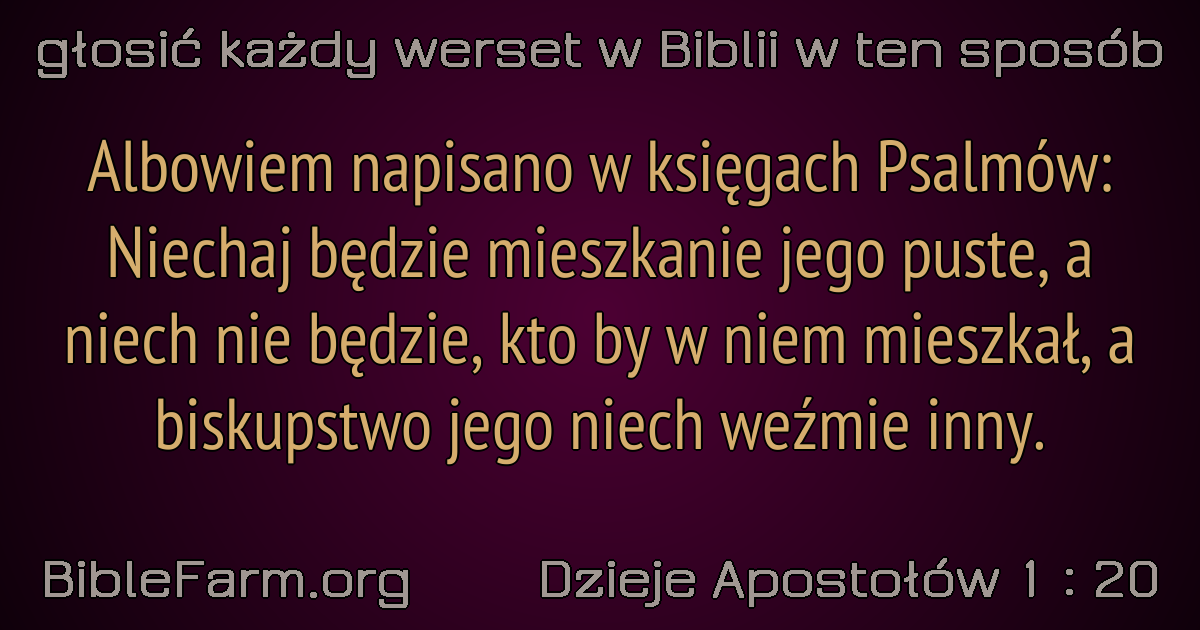 głosić każdy werset w Biblii w ten sposób
Albowiem napisano w księgach Psalmów:
Niechaj będzie mieszkanie jego puste, a
niech nie będzie, kto by w niem mieszkał, a
biskupstwo jego niech weźmie inny.
BibleFarm.org
Dzieje Apostołów 1 : 20